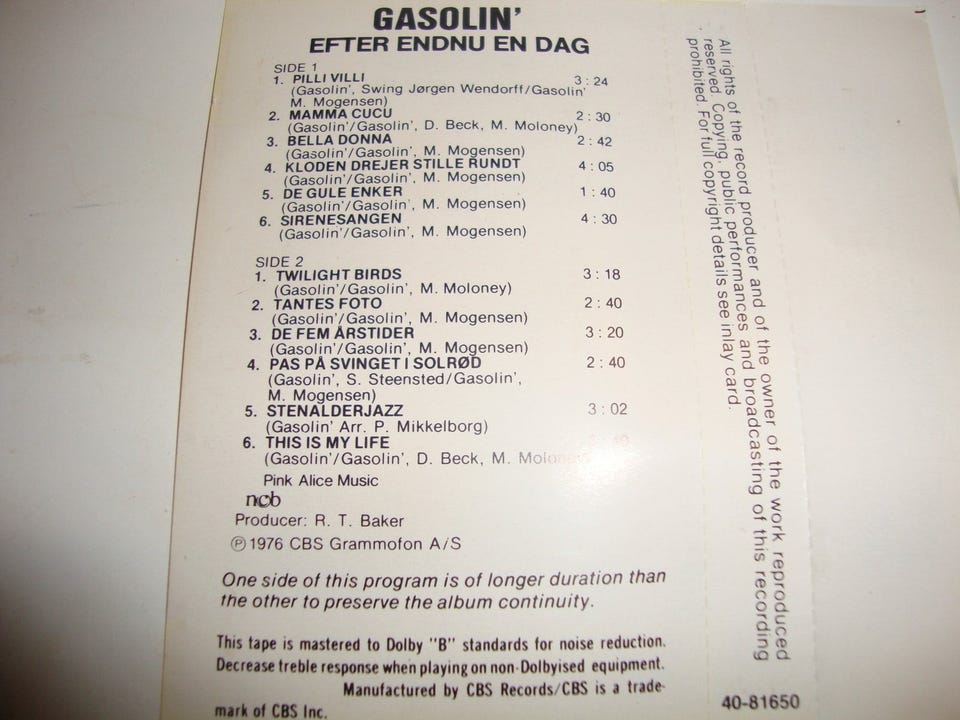 GASOLIN'
EFTER ENDNU EN DAG
SIDE 1
1. PILLI VILLI 3:24
(Gasolin', Swing Jørgen Wendorff/Gasolin'
M. Mogensen)
2. MAMMA CUCU 2:30
(Gasolin'/Gasolin', D. Beck, M. Moloney)
3. BELLA DONNA 2:42
(Gasolin'/Gasolin', M. Mogensen)
4. KLODEN DREJER STILLE RUNDT 4:05
(Gasolin'/Gasolin', M. Mogensen)
5. DE GULE ENKER 1:40
(Gasolin'/Gasolin', M. Mogensen)
6. SIRENESANGEN 4:30
(Gasolin'/Gasolin', M. Mogensen)
SIDE 2
1. TWILIGHT BIRDS 3:18
(Gasolin'/Gasolin', M. Moloney)
2. TANTES FOTO 2:40
(Gasolin'/Gasolin', M. Mogensen)
3. DE FEM ÅRSTIDER 3:20
(Gasolin'/Gasolin', M. Mogensen)
4. PAS PÅ SVINGET I SOLRØD 2:40
(Gasolin', S. Steensted/Gasolin',
M. Mogensen)
5. STENALDERJAZZ 3:02
(Gasolin' Arr. P. Mikkelborg)
6. THIS IS MY LIFE
(Gasolin'/Gasolin', D. Beck, M. Moloney
Pink Alice Music
ncb
Producer: R. T. Baker
Ⓟ 1976 CBS Grammofon A/S
One side of this program is of longer duration than
the other to preserve the album continuity.
This tape is mastered to Dolby "B" standards for noise reduction.
Decrease treble response when playing on non-Dolbyised equipment.
Manufactured by CBS Records/CBS is a trade-
mark of CBS Inc.
All rights of the record producer and of the owner of the work reproduced
reserved. Copying, public performances and broadcasting of this recording
prohibited. For full copyright details see inlay card.
40-81650